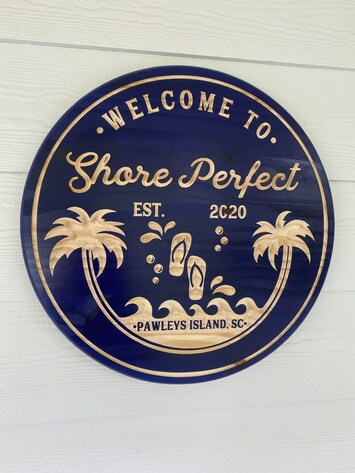 • WELCOME TO •
Shore Perfect
EST. 2020
• PAWLEYS ISLAND, SC •